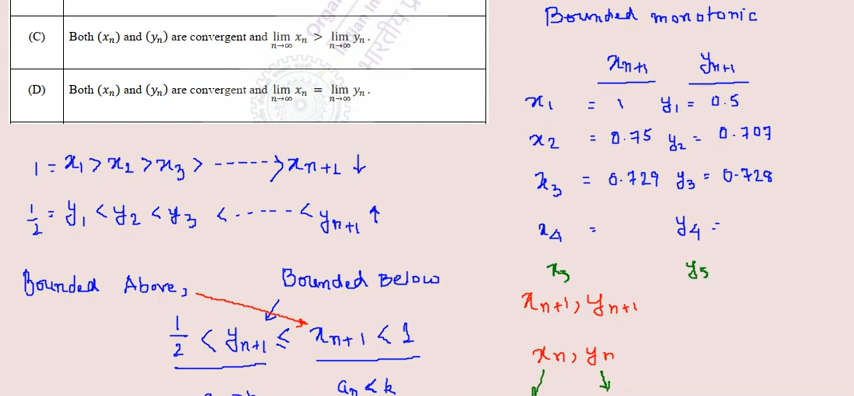 (C) Both (xₙ) and (yₙ) are convergent and lim n→∞ xₙ > lim n→∞ yₙ.
(D) Both (xₙ) and (yₙ) are convergent and lim n→∞ xₙ = lim n→∞ yₙ.
1 = x₁ > x₂ > x₃ > ------> xₙ₊₁ ↓
1/2 = y₁ < y₂ < y₃ < ------ < yₙ₊₁ ↑
Bounded Above, Bounded Below
1/2 < yₙ₊₁ ≤ xₙ₊₁ < 1
aₙ < k
Bounded monotonic
xₙ₊₁ yₙ₊₁
x₁ = 1 y₁ = 0.5
x₂ = 0.75 y₂ = 0.707
x₃ = 0.729 y₃ = 0.728
x₄ = y₄ =
x₅ y₅
xₙ₊₁, yₙ₊₁
xₙ, yₙ